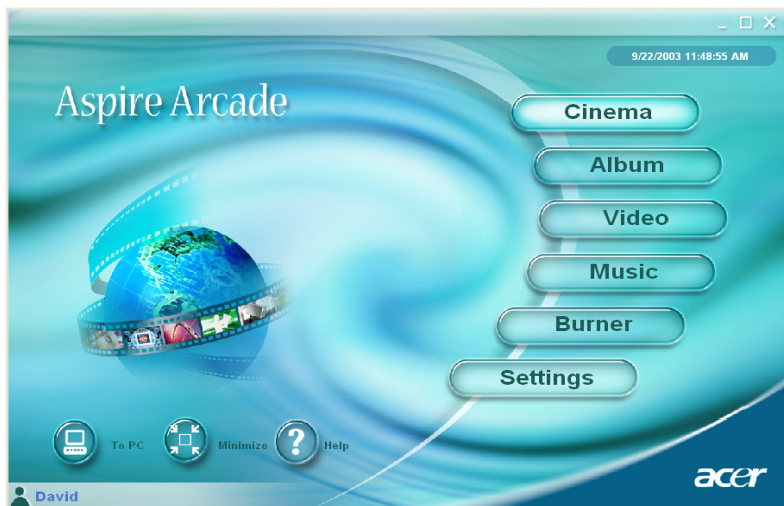 9/22/2003 11:48:55 AM
Aspire Arcade
Cinema
Album
Video
Music
Burner
Settings
To PC
Minimize
?
Help
acer
David